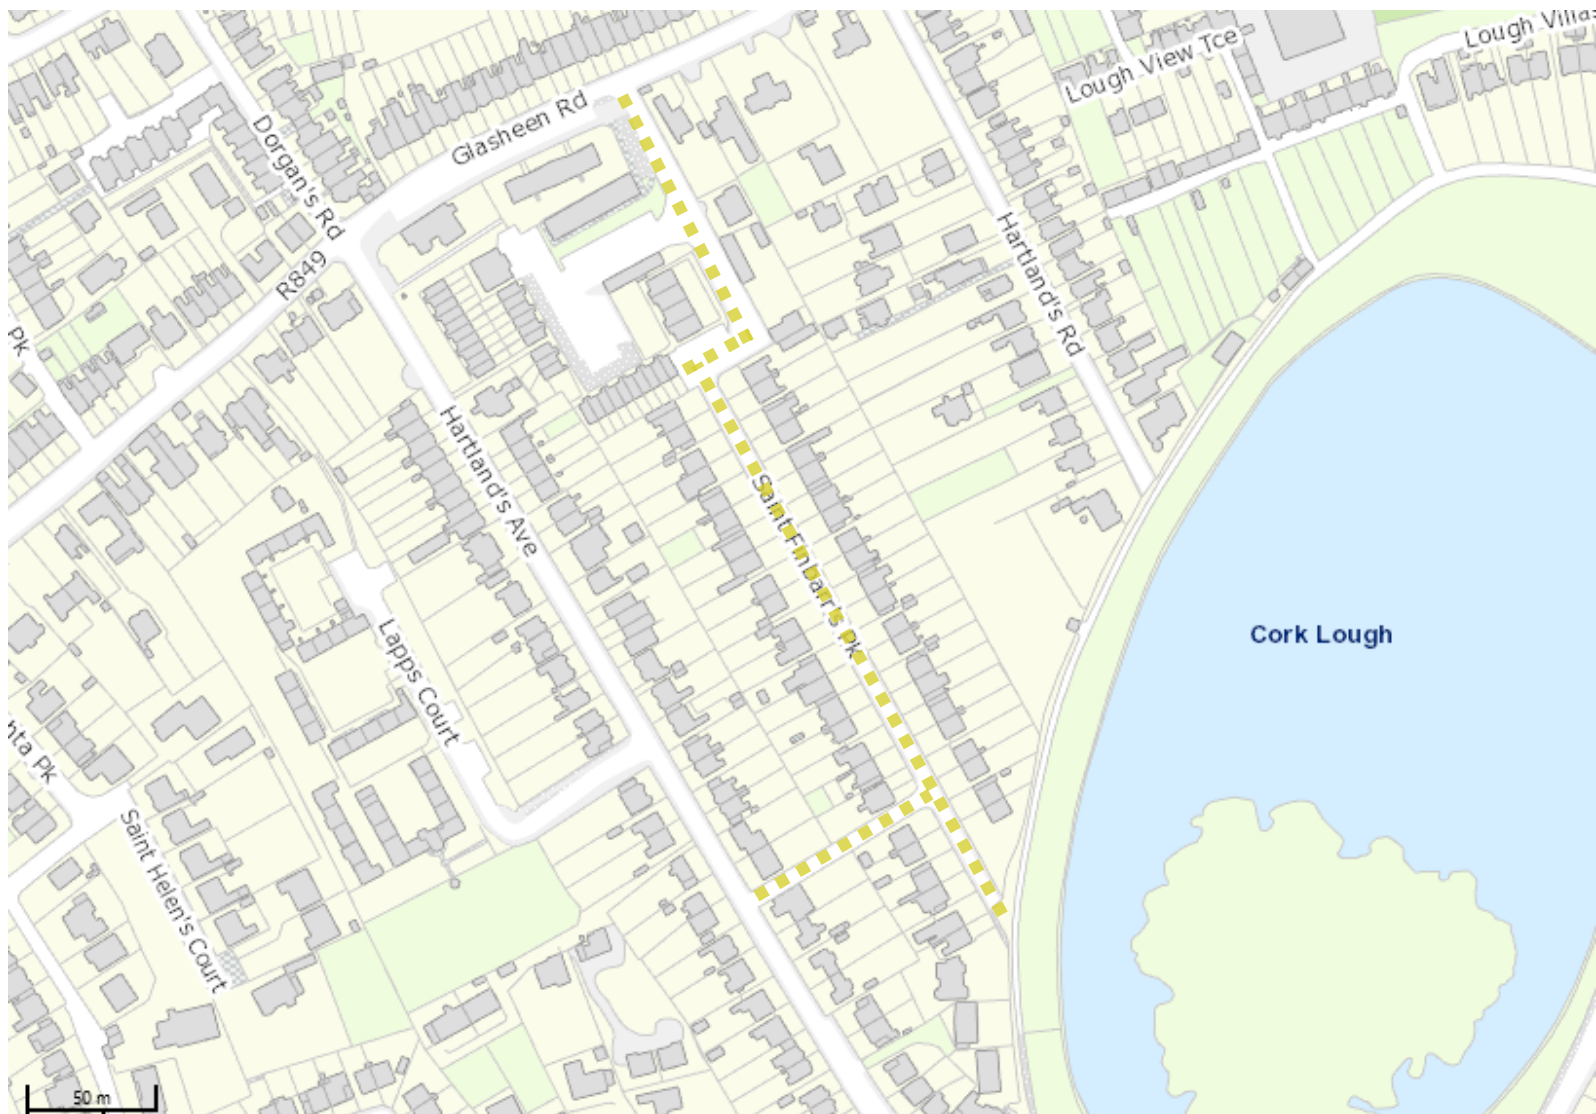 Lough Villas
Lough View Tce
Glasheen Rd
Dorgan's Rd
Hartland's Rd
R849
Pk
Hartland's Ave
Saint Finbarr's Pk
Cork Lough
Lapps Court
Pk
Saint Helen's Court
50 m